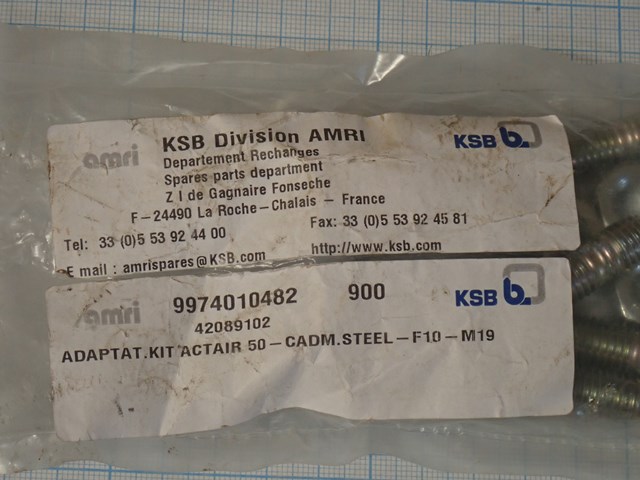 amri
KSB Division AMRI
KSB b.
Departement Rechanges
Spares parts department
Z I de Gagnaire Fonseche
F-24490 La Roche-Chalais - France
Tel: 33 (0)5 53 92 44 00
Fax: 33 (0)5 53 92 45 81
E mail : amrispares@KSB.com
http://www.ksb.com
amri
9974010482 900
KSB b.
42089102
ADAPTAT.KIT ACTAIR 50-CADM.STEEL-F10-M19